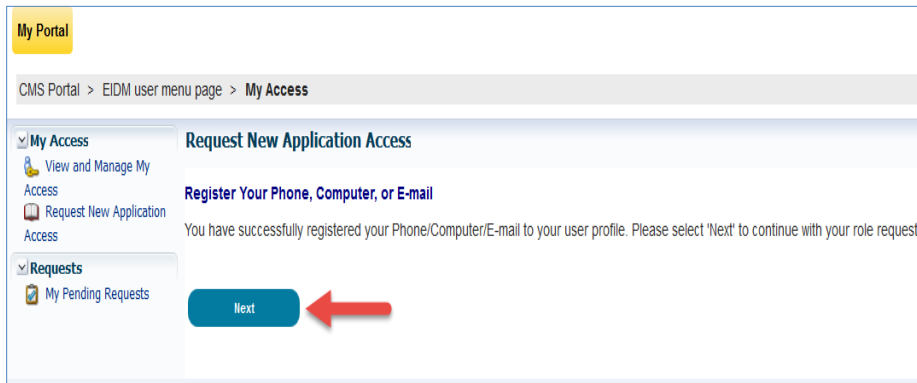 My Portal
CMS Portal > EIDM user menu page > My Access
My Access
View and Manage My
Access
Request New Application
Access
Requests
My Pending Requests
Request New Application Access
Register Your Phone, Computer, or E-mail
You have successfully registered your Phone/Computer/E-mail to your user profile. Please select 'Next' to continue with your role request
Next